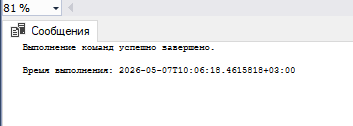 81 %
Сообщения
Выполнение команд успешно завершено.
Время выполнения: 2026-05-07T10:06:18.4615818+03:00